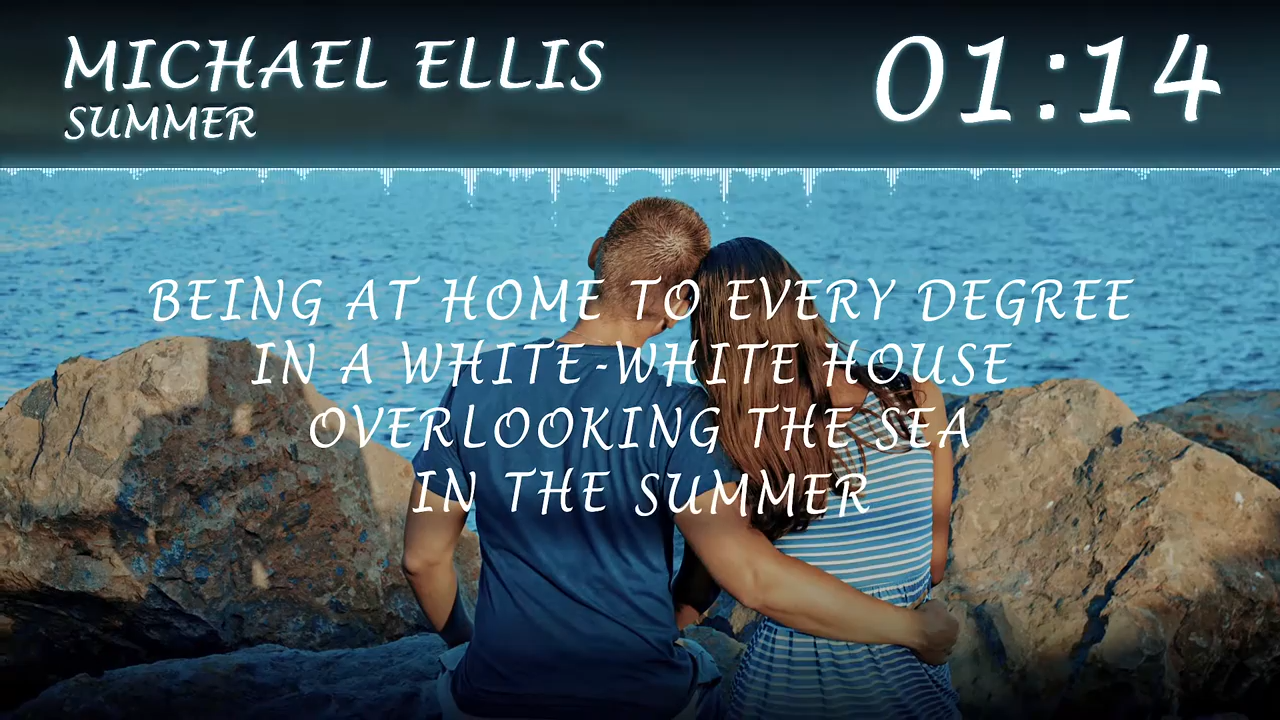 MICHAEL ELLIS
SUMMER
01:14
BEING AT HOME TO EVERY DEGREE
IN A WHITE-WHITE HOUSE
OVERLOOKING THE SEA
IN THE SUMMER